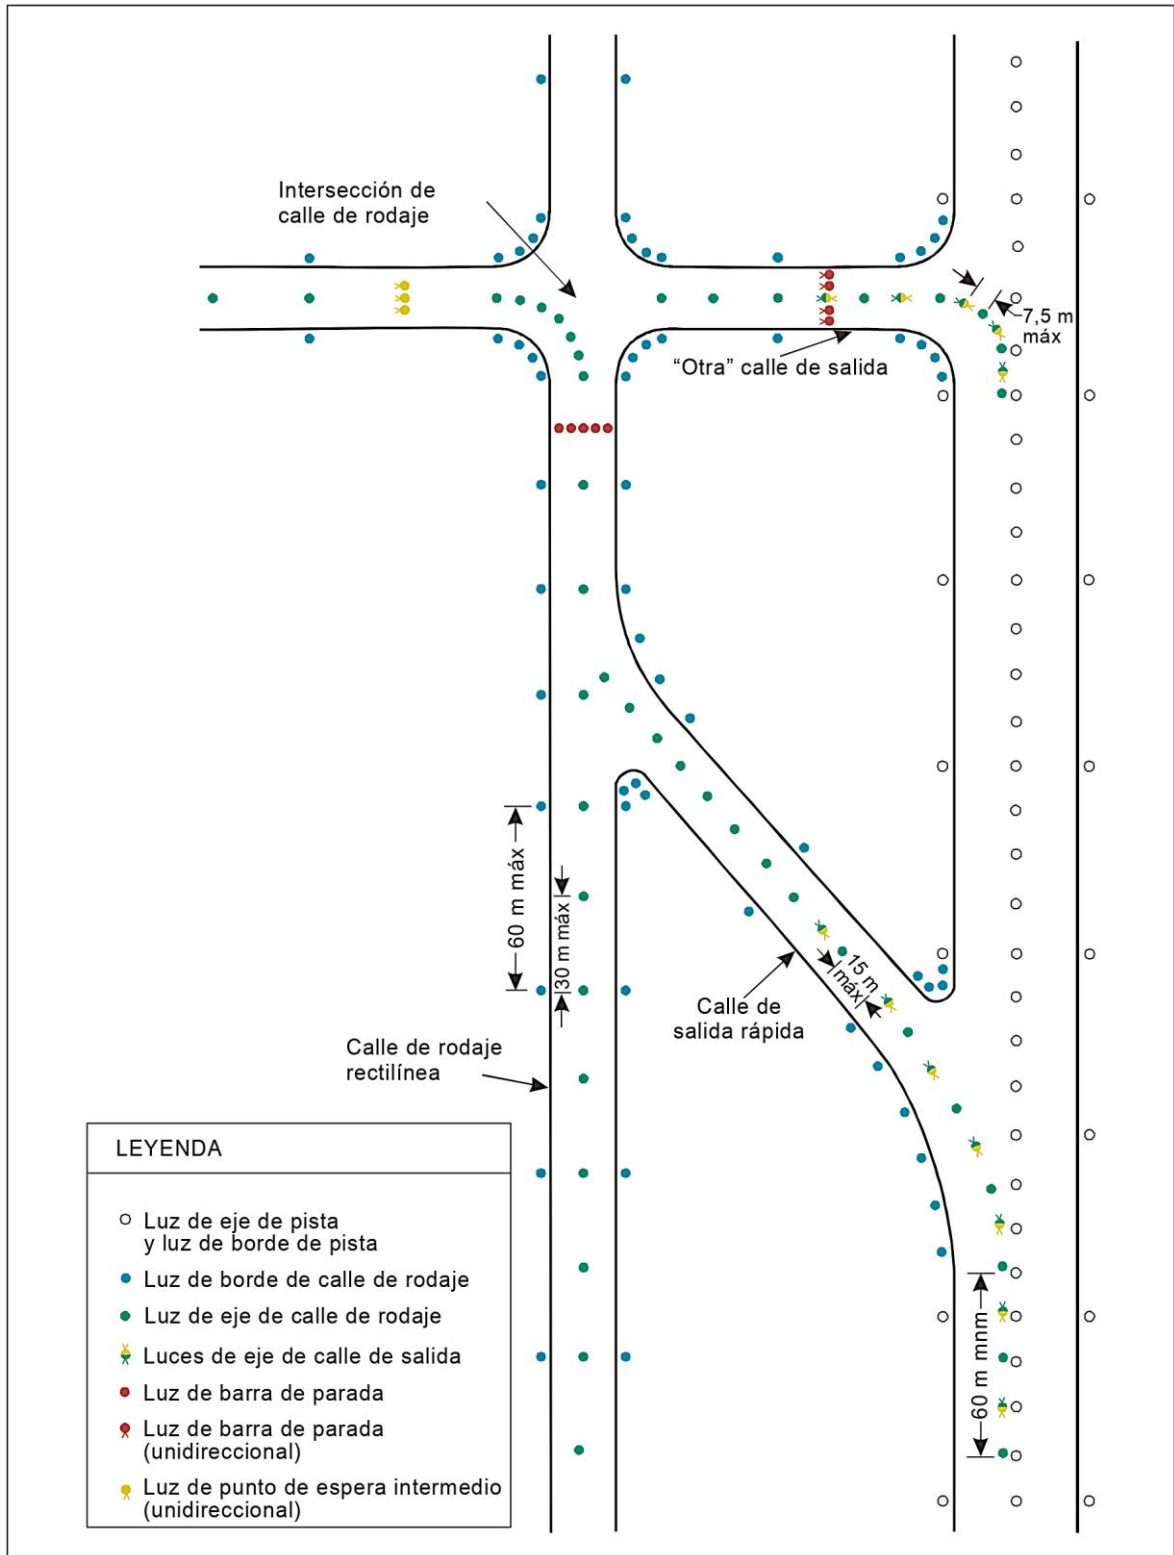 Intersección de
calle de rodaje
7,5 m
máx
“Otra” calle de salida
60 m máx
30 m máx
15 m
máx
Calle de
salida rápida
Calle de rodaje
rectilínea
60 m mnm
LEYENDA
Luz de eje de pista
y luz de borde de pista
Luz de borde de calle de rodaje
Luz de eje de calle de rodaje
Luces de eje de calle de salida
Luz de barra de parada
Luz de barra de parada
(unidireccional)
Luz de punto de espera intermedio
(unidireccional)